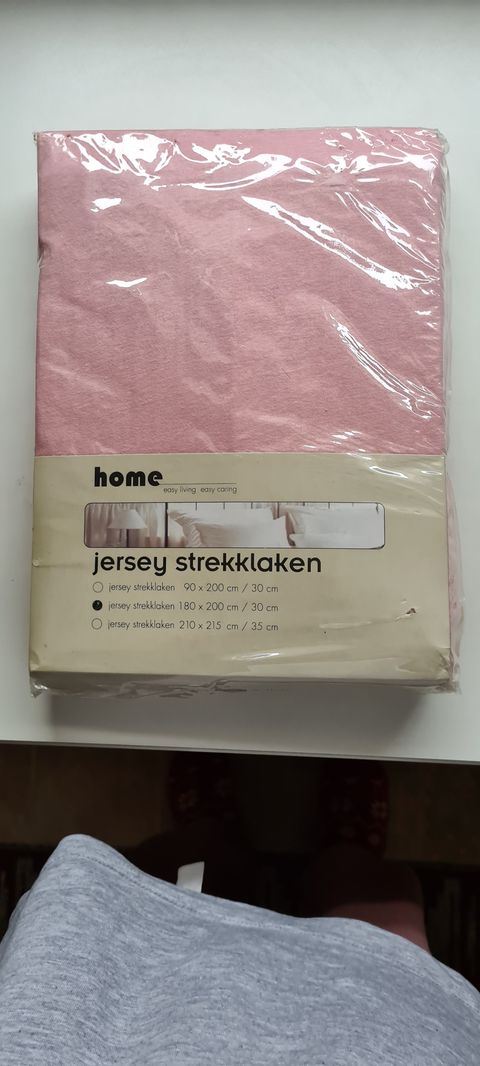 home
easy living easy caring
jersey strekklaken
jersey strekklaken 90 x 200 cm / 30 cm
jersey strekklaken 180 x 200 cm / 30 cm
jersey strekklaken 210 x 215 cm / 35 cm